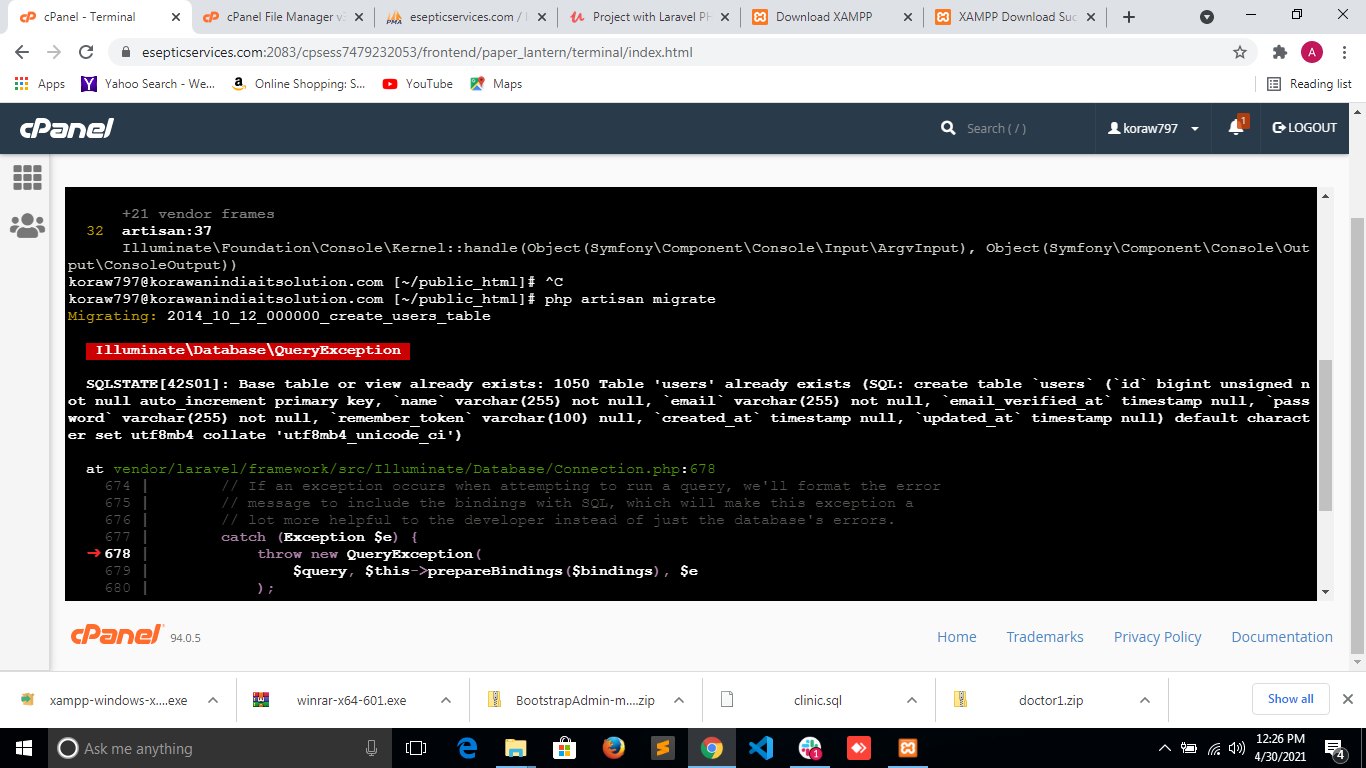 cPanel - Terminal
cPanel File Manager v
esepticservices.com / l
Project with Laravel PH
Download XAMPP
XAMPP Download Suc
esepticservices.com:2083/cpsess7479232053/frontend/paper_lantern/terminal/index.html
A
Apps
Yahoo Search - We...
Online Shopping: S...
YouTube
Maps
Reading list
cPanel
Search ( / )
koraw797
1
LOGOUT
+21 vendor frames
32 artisan:37
Illuminate\Foundation\Console\Kernel::handle(Object(Symfony\Component\Console\Input\ArgvInput), Object(Symfony\Component\Console\Out
put\ConsoleOutput))
koraw797@korawanindiaitsolution.com [~/public_html]# ^C
koraw797@korawanindiaitsolution.com [~/public_html]# php artisan migrate
Migrating: 2014_10_12_000000_create_users_table
Illuminate\Database\QueryException
SQLSTATE[42S01]: Base table or view already exists: 1050 Table 'users' already exists (SQL: create table `users` (`id` bigint unsigned n
ot null auto_increment primary key, `name` varchar(255) not null, `email` varchar(255) not null, `email_verified_at` timestamp null, `pass
word` varchar(255) not null, `remember_token` varchar(100) null, `created_at` timestamp null, `updated_at` timestamp null) default charact
er set utf8mb4 collate 'utf8mb4_unicode_ci')
at vendor/laravel/framework/src/Illuminate/Database/Connection.php:678
674 | // If an exception occurs when attempting to run a query, we'll format the error
675 | // message to include the bindings with SQL, which will make this exception a
676 | // lot more helpful to the developer instead of just the database's errors.
677 | catch (Exception $e) {
➜ 678 | throw new QueryException(
679 | $query, $this->prepareBindings($bindings), $e
680 | );
cPanel 94.0.5
Home
Trademarks
Privacy Policy
Documentation
xampp-windows-x....exe
winrar-x64-601.exe
BootstrapAdmin-m....zip
clinic.sql
doctor1.zip
Show all
Ask me anything
1
12:26 PM
4/30/2021
4